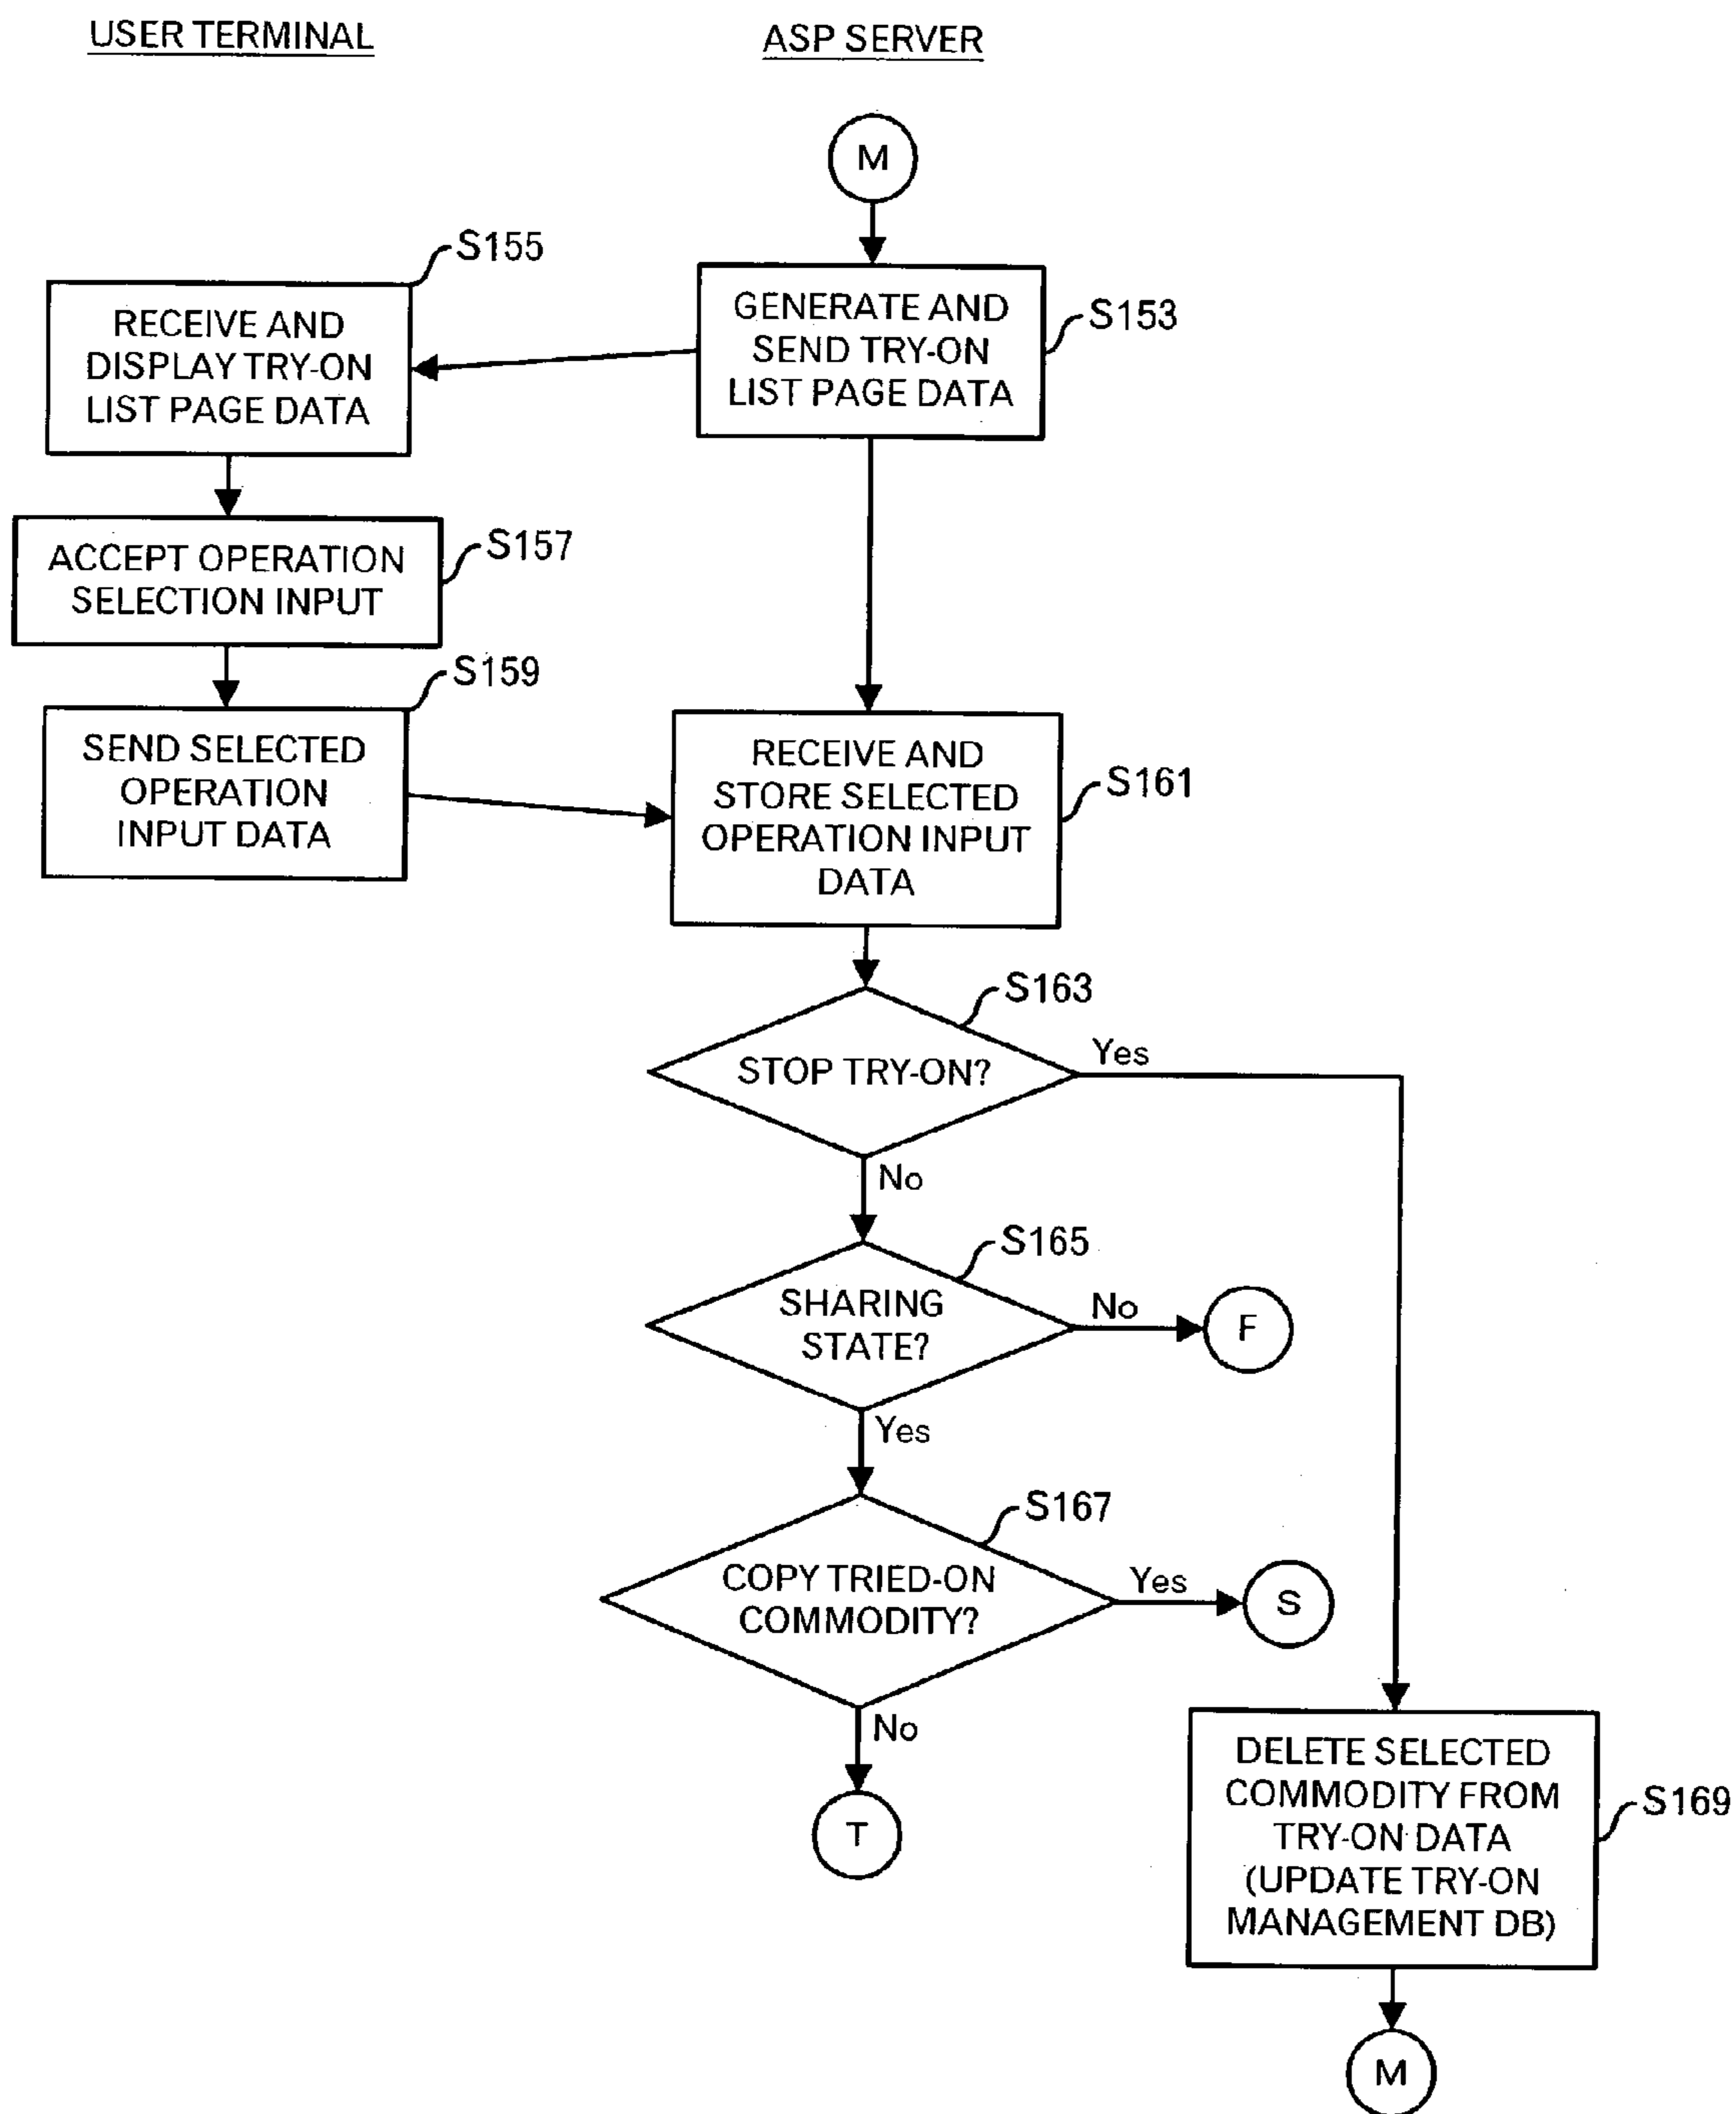 USER TERMINAL
ASP SERVER
M
S155
RECEIVE AND
DISPLAY TRY-ON
LIST PAGE DATA
GENERATE AND
SEND TRY-ON
LIST PAGE DATA
S153
ACCEPT OPERATION
SELECTION INPUT
S157
S159
SEND SELECTED
OPERATION
INPUT DATA
RECEIVE AND
STORE SELECTED
OPERATION INPUT
DATA
S161
S163
STOP TRY-ON?
Yes
No
S165
SHARING
STATE?
No
F
Yes
S167
COPY TRIED-ON
COMMODITY?
Yes
S
No
T
DELETE SELECTED
COMMODITY FROM
TRY-ON DATA
(UPDATE TRY-ON
MANAGEMENT DB)
S169
M